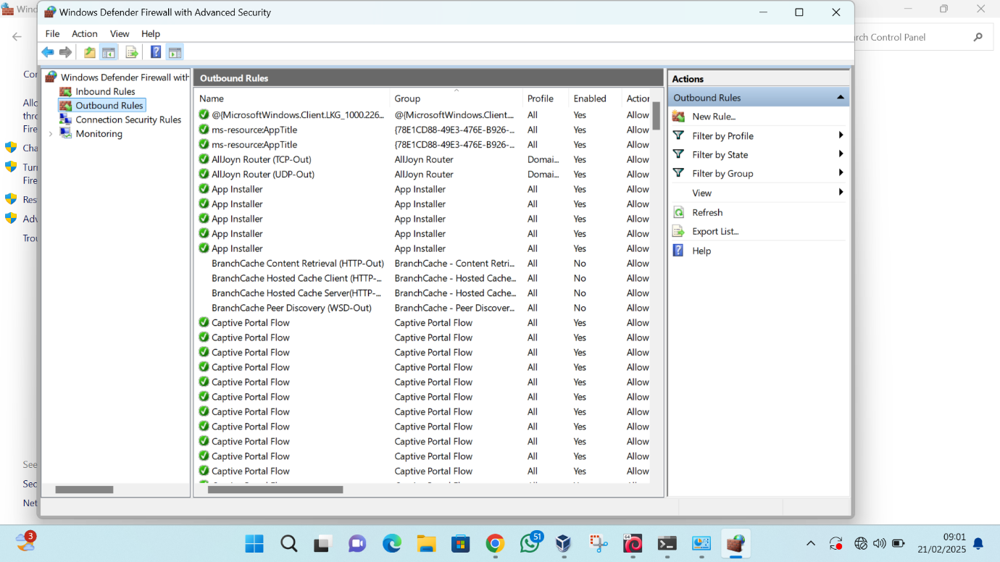 Wind
Windows Defender Firewall with Advanced Security
File Action View Help
rch Control Panel
Cor
Allo
thro
Fire
Cha
Turr
Fire
Res
Adv
Trou
See
Sec
Net
Windows Defender Firewall with
Inbound Rules
Outbound Rules
Connection Security Rules
Monitoring
Outbound Rules
Name Group Profile Enabled Action
@{MicrosoftWindows.Client.LKG_1000.226... @{MicrosoftWindows.Client.... All Yes Allow
ms-resource:AppTitle {78E1CD88-49E3-476E-B926-... All Yes Allow
ms-resource:AppTitle {78E1CD88-49E3-476E-B926-... All Yes Allow
AllJoyn Router (TCP-Out) AllJoyn Router Domai... Yes Allow
AllJoyn Router (UDP-Out) AllJoyn Router Domai... Yes Allow
App Installer App Installer All Yes Allow
App Installer App Installer All Yes Allow
App Installer App Installer All Yes Allow
App Installer App Installer All Yes Allow
App Installer App Installer All Yes Allow
BranchCache Content Retrieval (HTTP-Out) BranchCache - Content Retri... All No Allow
BranchCache Hosted Cache Client (HTTP-... BranchCache - Hosted Cache... All No Allow
BranchCache Hosted Cache Server(HTTP-... BranchCache - Hosted Cache... All No Allow
BranchCache Peer Discovery (WSD-Out) BranchCache - Peer Discover... All No Allow
Captive Portal Flow Captive Portal Flow All Yes Allow
Captive Portal Flow Captive Portal Flow All Yes Allow
Captive Portal Flow Captive Portal Flow All Yes Allow
Captive Portal Flow Captive Portal Flow All Yes Allow
Captive Portal Flow Captive Portal Flow All Yes Allow
Captive Portal Flow Captive Portal Flow All Yes Allow
Captive Portal Flow Captive Portal Flow All Yes Allow
Captive Portal Flow Captive Portal Flow All Yes Allow
Captive Portal Flow Captive Portal Flow All Yes Allow
Captive Portal Flow Captive Portal Flow All Yes Allow
Captive Portal Flow Captive Portal Flow All Yes Allow
Actions
Outbound Rules
New Rule...
Filter by Profile
Filter by State
Filter by Group
View
Refresh
Export List...
Help
3
51
64
09:01
21/02/2025